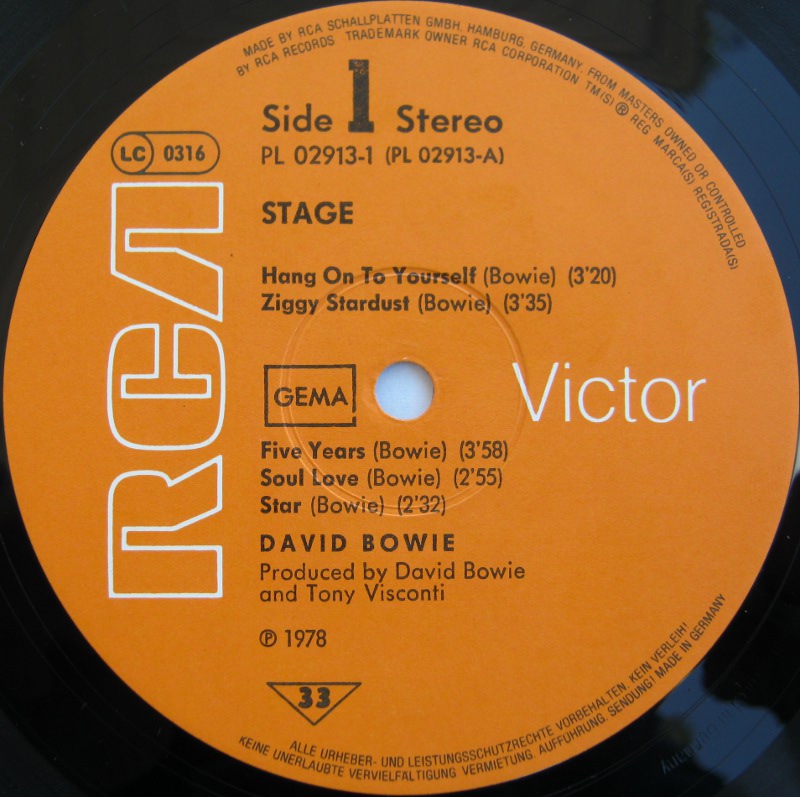 MADE BY RCA SCHALLPLATTEN GMBH, HAMBURG, GERMANY, FROM MASTERS OWNED OR CONTROLLED
BY RCA RECORDS TRADEMARK OWNER RCA CORPORATION TM(S) ® REG MARCA(S) REGISTRADA(S)
Side 1 Stereo
LC 0316
PL 02913-1 (PL 02913-A)
STAGE
Hang On To Yourself (Bowie) (3'20)
Ziggy Stardust (Bowie) (3'35)
RCA
GEMA
Victor
Five Years (Bowie) (3'58)
Soul Love (Bowie) (2'55)
Star (Bowie) (2'32)
DAVID BOWIE
Produced by David Bowie
and Tony Visconti
℗ 1978
33
ALLE URHEBER- UND LEISTUNGSSCHUTZRECHTE VORBEHALTEN. KEIN VERLEIH!
KEINE UNERLAUBTE VERVIELFÄLTIGUNG VERMIETUNG. AUFFÜHRUNG. SENDUNG! MADE IN GERMANY